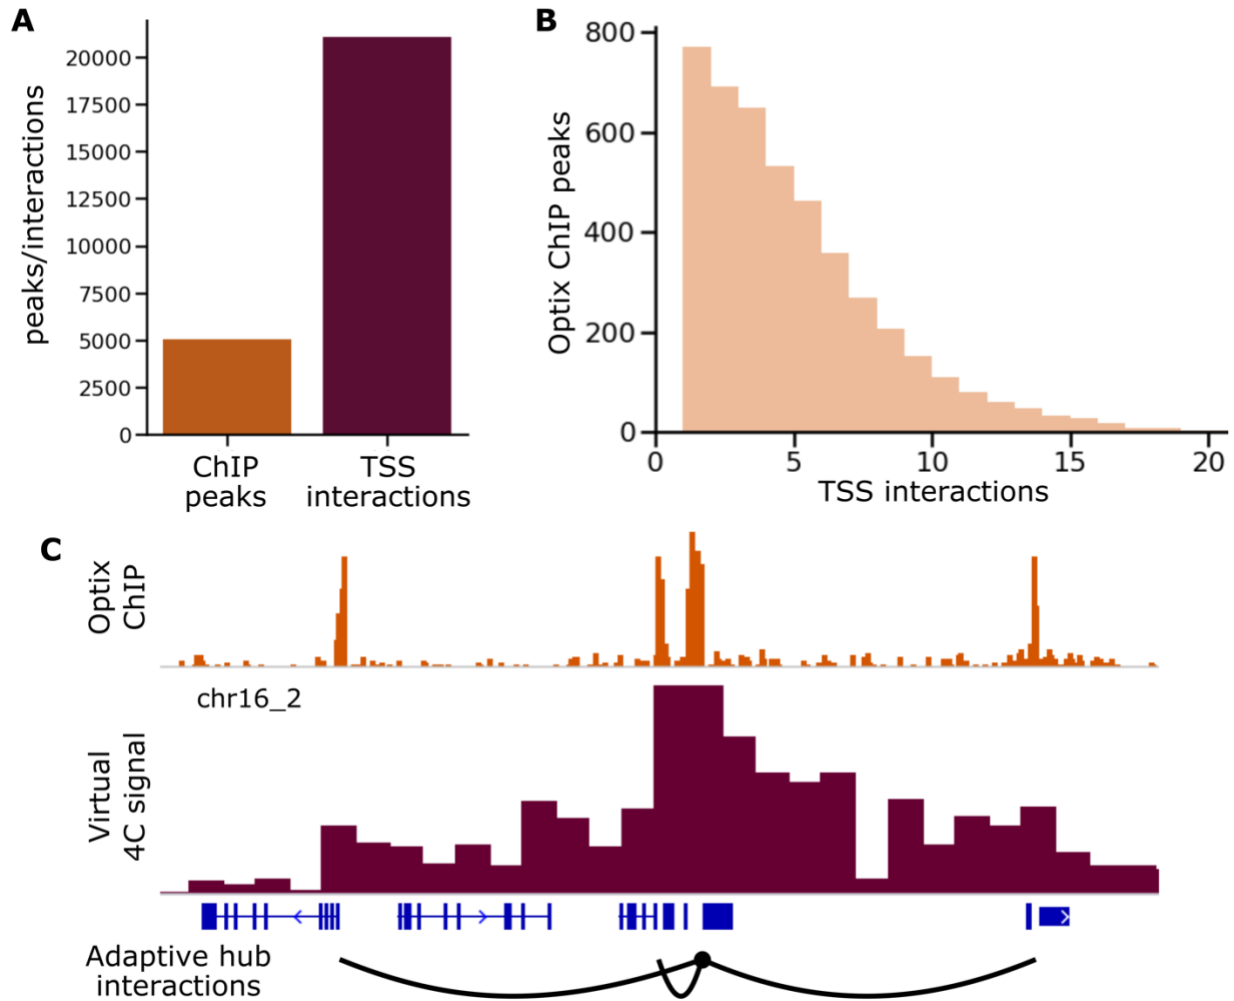 A
peaks/interactions
20000
17500
15000
12500
10000
7500
5000
2500
0
ChIP
peaks
TSS
interactions
B
Optix ChIP peaks
800
600
400
200
0
0
5
10
15
20
TSS interactions
C
Optix
ChIP
chr16_2
Virtual
4C signal
Adaptive hub
interactions